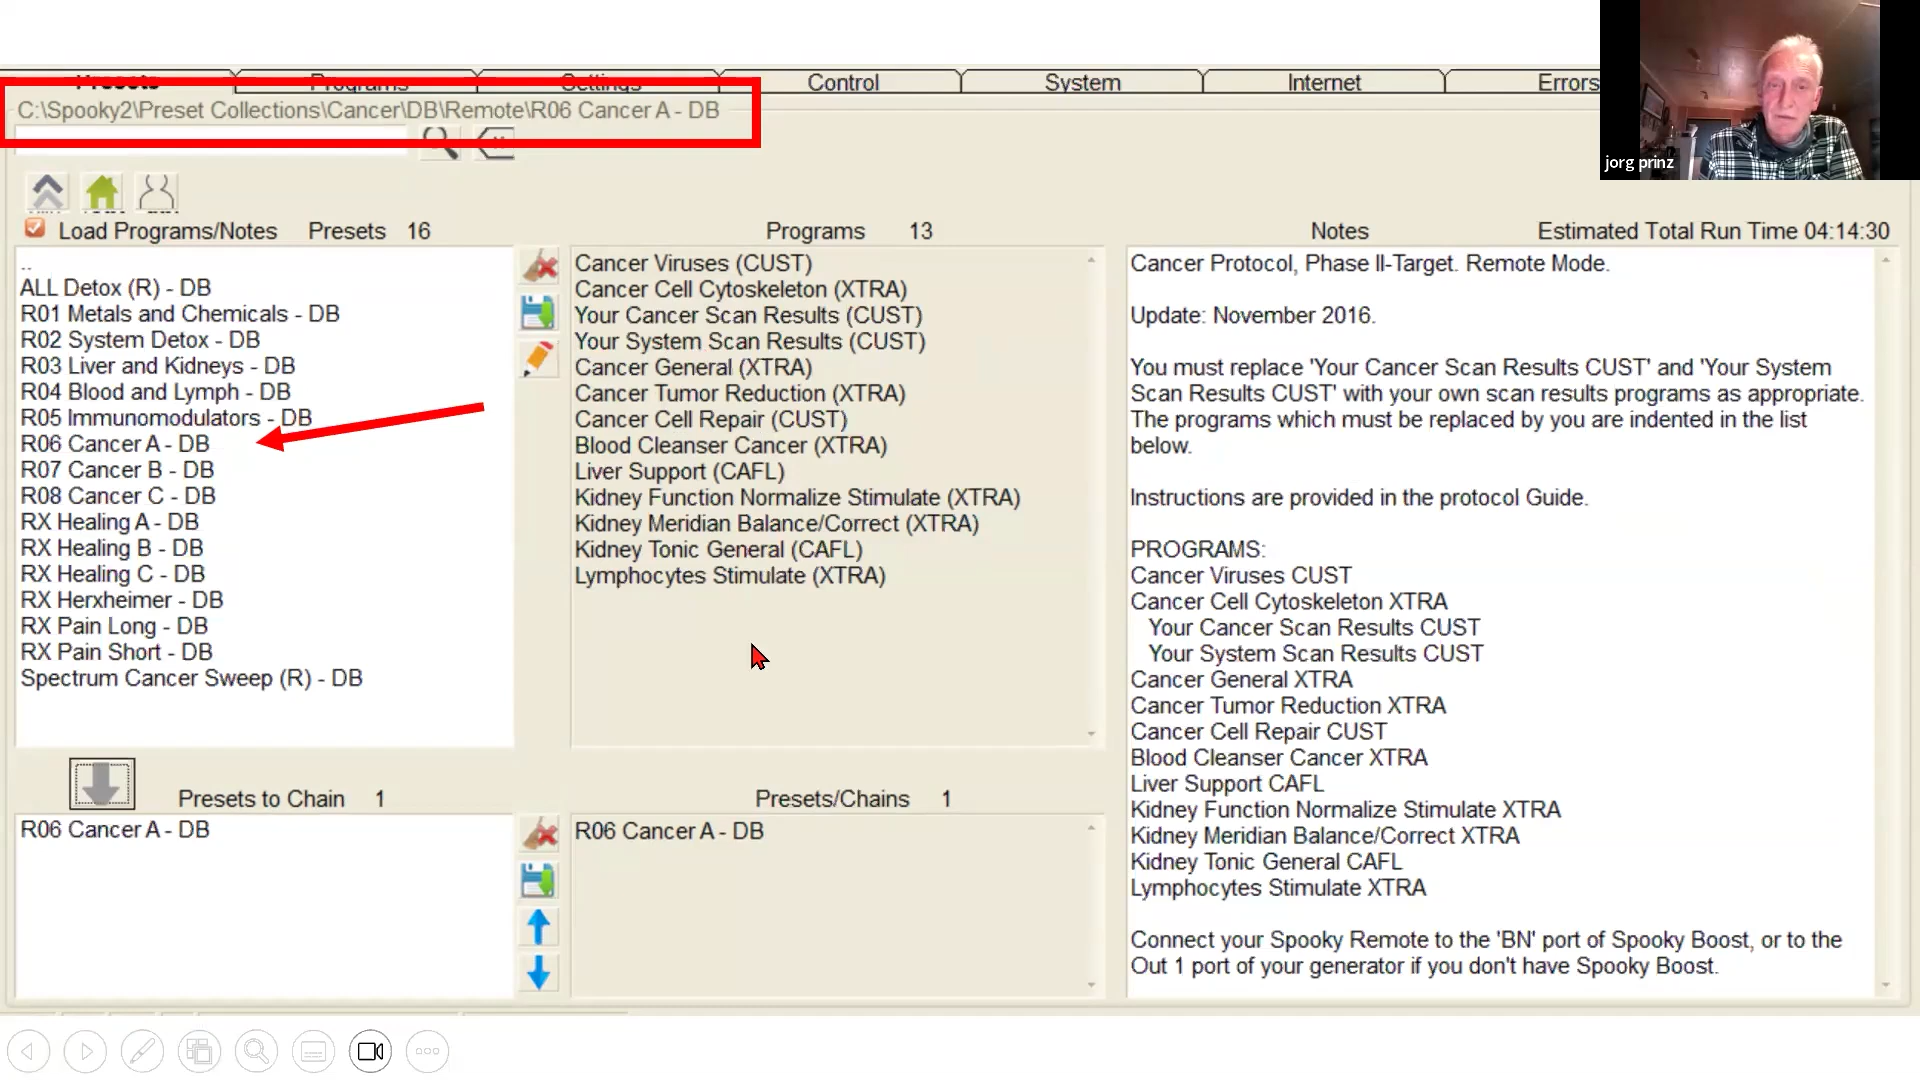 Presets Programs Settings Control System Internet Errors
jorg prinz
C:\Spooky2\Preset Collections\Cancer\DB\Remote\R06 Cancer A - DB
Load Programs/Notes Presets 16
..
ALL Detox (R) - DB
R01 Metals and Chemicals - DB
R02 System Detox - DB
R03 Liver and Kidneys - DB
R04 Blood and Lymph - DB
R05 Immunomodulators - DB
R06 Cancer A - DB
R07 Cancer B - DB
R08 Cancer C - DB
RX Healing A - DB
RX Healing B - DB
RX Healing C - DB
RX Herxheimer - DB
RX Pain Long - DB
RX Pain Short - DB
Spectrum Cancer Sweep (R) - DB
Presets to Chain 1
R06 Cancer A - DB
Programs 13
Cancer Viruses (CUST)
Cancer Cell Cytoskeleton (XTRA)
Your Cancer Scan Results (CUST)
Your System Scan Results (CUST)
Cancer General (XTRA)
Cancer Tumor Reduction (XTRA)
Cancer Cell Repair (CUST)
Blood Cleanser Cancer (XTRA)
Liver Support (CAFL)
Kidney Function Normalize Stimulate (XTRA)
Kidney Meridian Balance/Correct (XTRA)
Kidney Tonic General (CAFL)
Lymphocytes Stimulate (XTRA)
Presets/Chains 1
R06 Cancer A - DB
Notes Estimated Total Run Time 04:14:30
Cancer Protocol, Phase II-Target. Remote Mode.
Update: November 2016.
You must replace 'Your Cancer Scan Results CUST' and 'Your System
Scan Results CUST' with your own scan results programs as appropriate.
The programs which must be replaced by you are indented in the list
below.
Instructions are provided in the protocol Guide.
PROGRAMS:
Cancer Viruses CUST
Cancer Cell Cytoskeleton XTRA
Your Cancer Scan Results CUST
Your System Scan Results CUST
Cancer General XTRA
Cancer Tumor Reduction XTRA
Cancer Cell Repair CUST
Blood Cleanser Cancer XTRA
Liver Support CAFL
Kidney Function Normalize Stimulate XTRA
Kidney Meridian Balance/Correct XTRA
Kidney Tonic General CAFL
Lymphocytes Stimulate XTRA
Connect your Spooky Remote to the 'BN' port of Spooky Boost, or to the
Out 1 port of your generator if you don't have Spooky Boost.